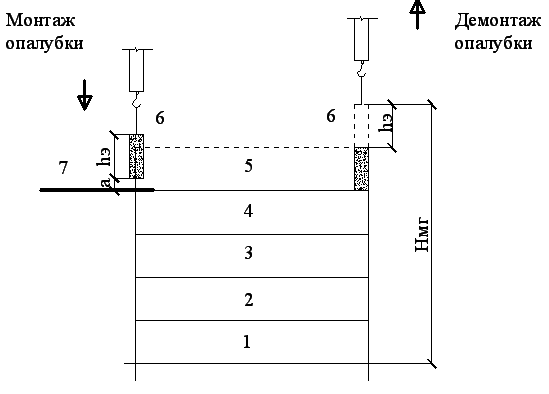 Монтаж
опалубки
Демонтаж
опалубки
6
6
hэ
hэ
7
а
5
4
3
2
1
Нмг